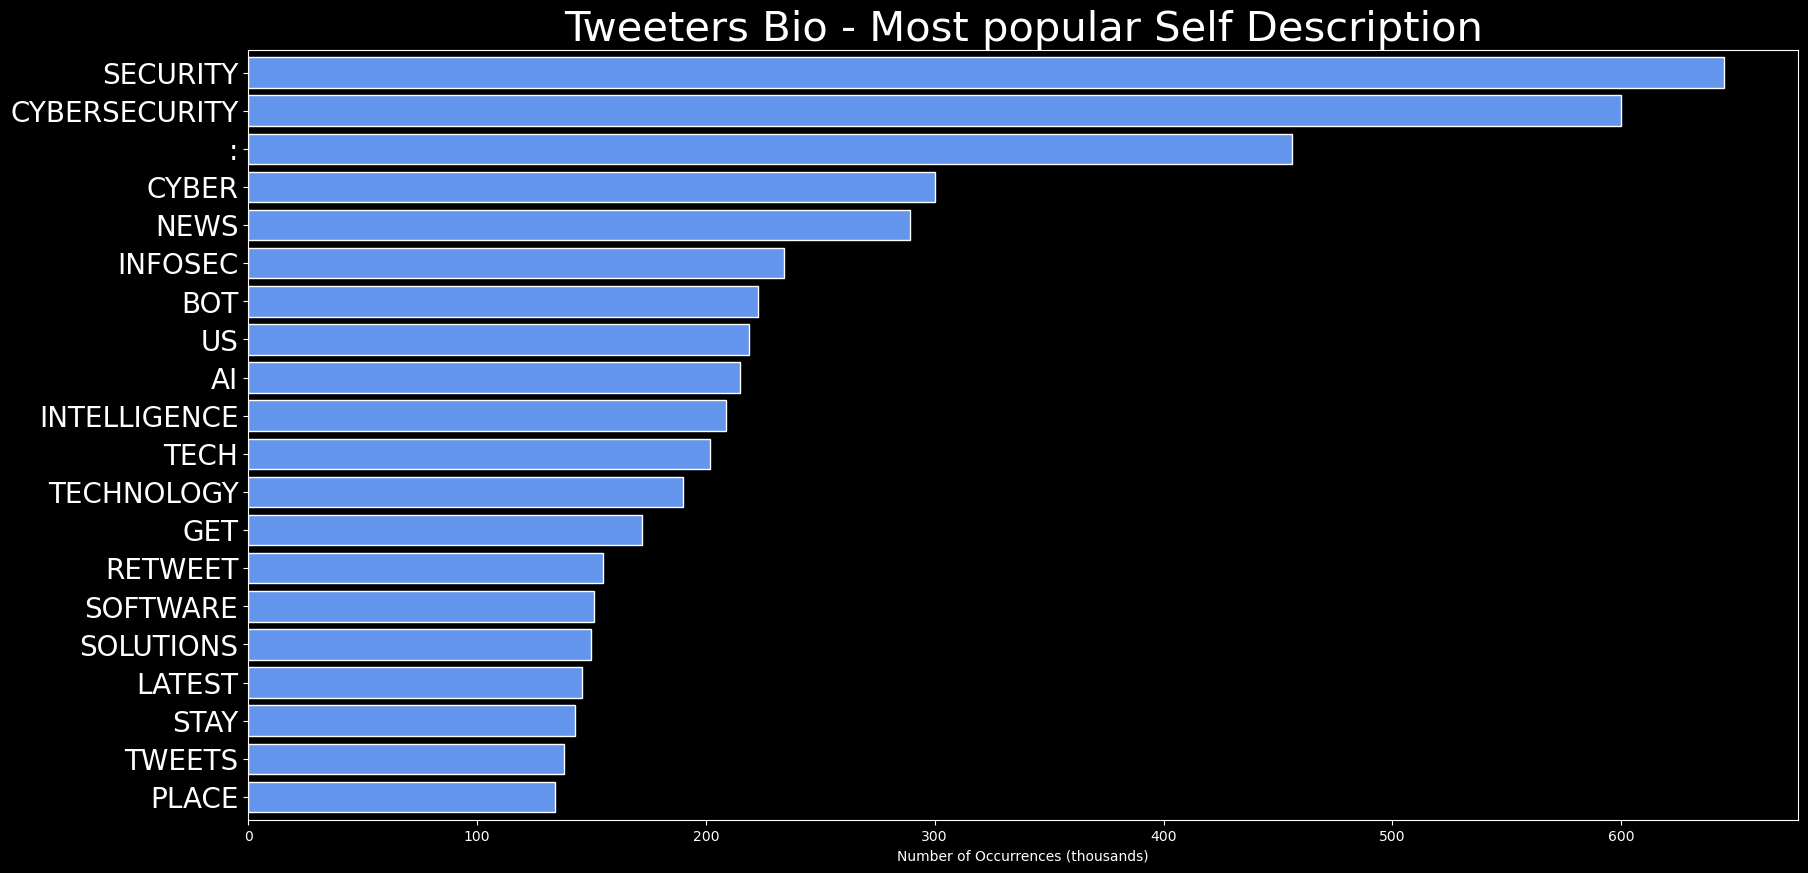 Tweeters Bio - Most popular Self Description
SECURITY
CYBERSECURITY
:
CYBER
NEWS
INFOSEC
BOT
US
AI
INTELLIGENCE
TECH
TECHNOLOGY
GET
RETWEET
SOFTWARE
SOLUTIONS
LATEST
STAY
TWEETS
PLACE
0 100 200 300 400 500 600
Number of Occurrences (thousands)